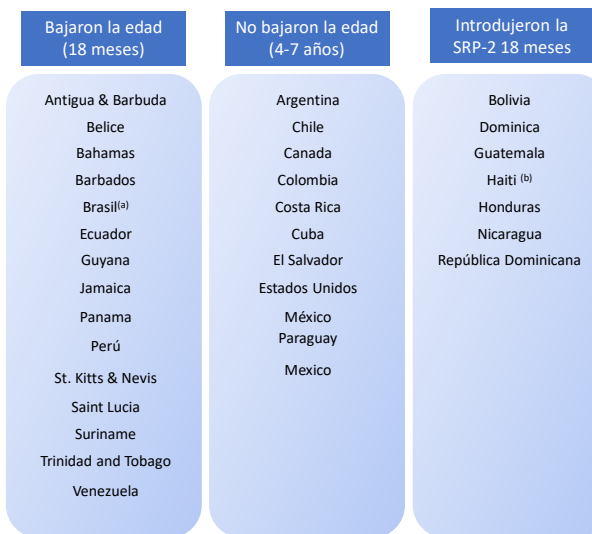 Bajaron la edad
(18 meses)
Antigua & Barbuda
Belice
Bahamas
Barbados
Brasil(a)
Ecuador
Guyana
Jamaica
Panama
Perú
St. Kitts & Nevis
Saint Lucia
Suriname
Trinidad and Tobago
Venezuela
No bajaron la edad
(4-7 años)
Argentina
Chile
Canada
Colombia
Costa Rica
Cuba
El Salvador
Estados Unidos
México
Paraguay
Mexico
Introdujeron la
SRP-2 18 meses
Bolivia
Dominica
Guatemala
Haiti (b)
Honduras
Nicaragua
República Dominicana